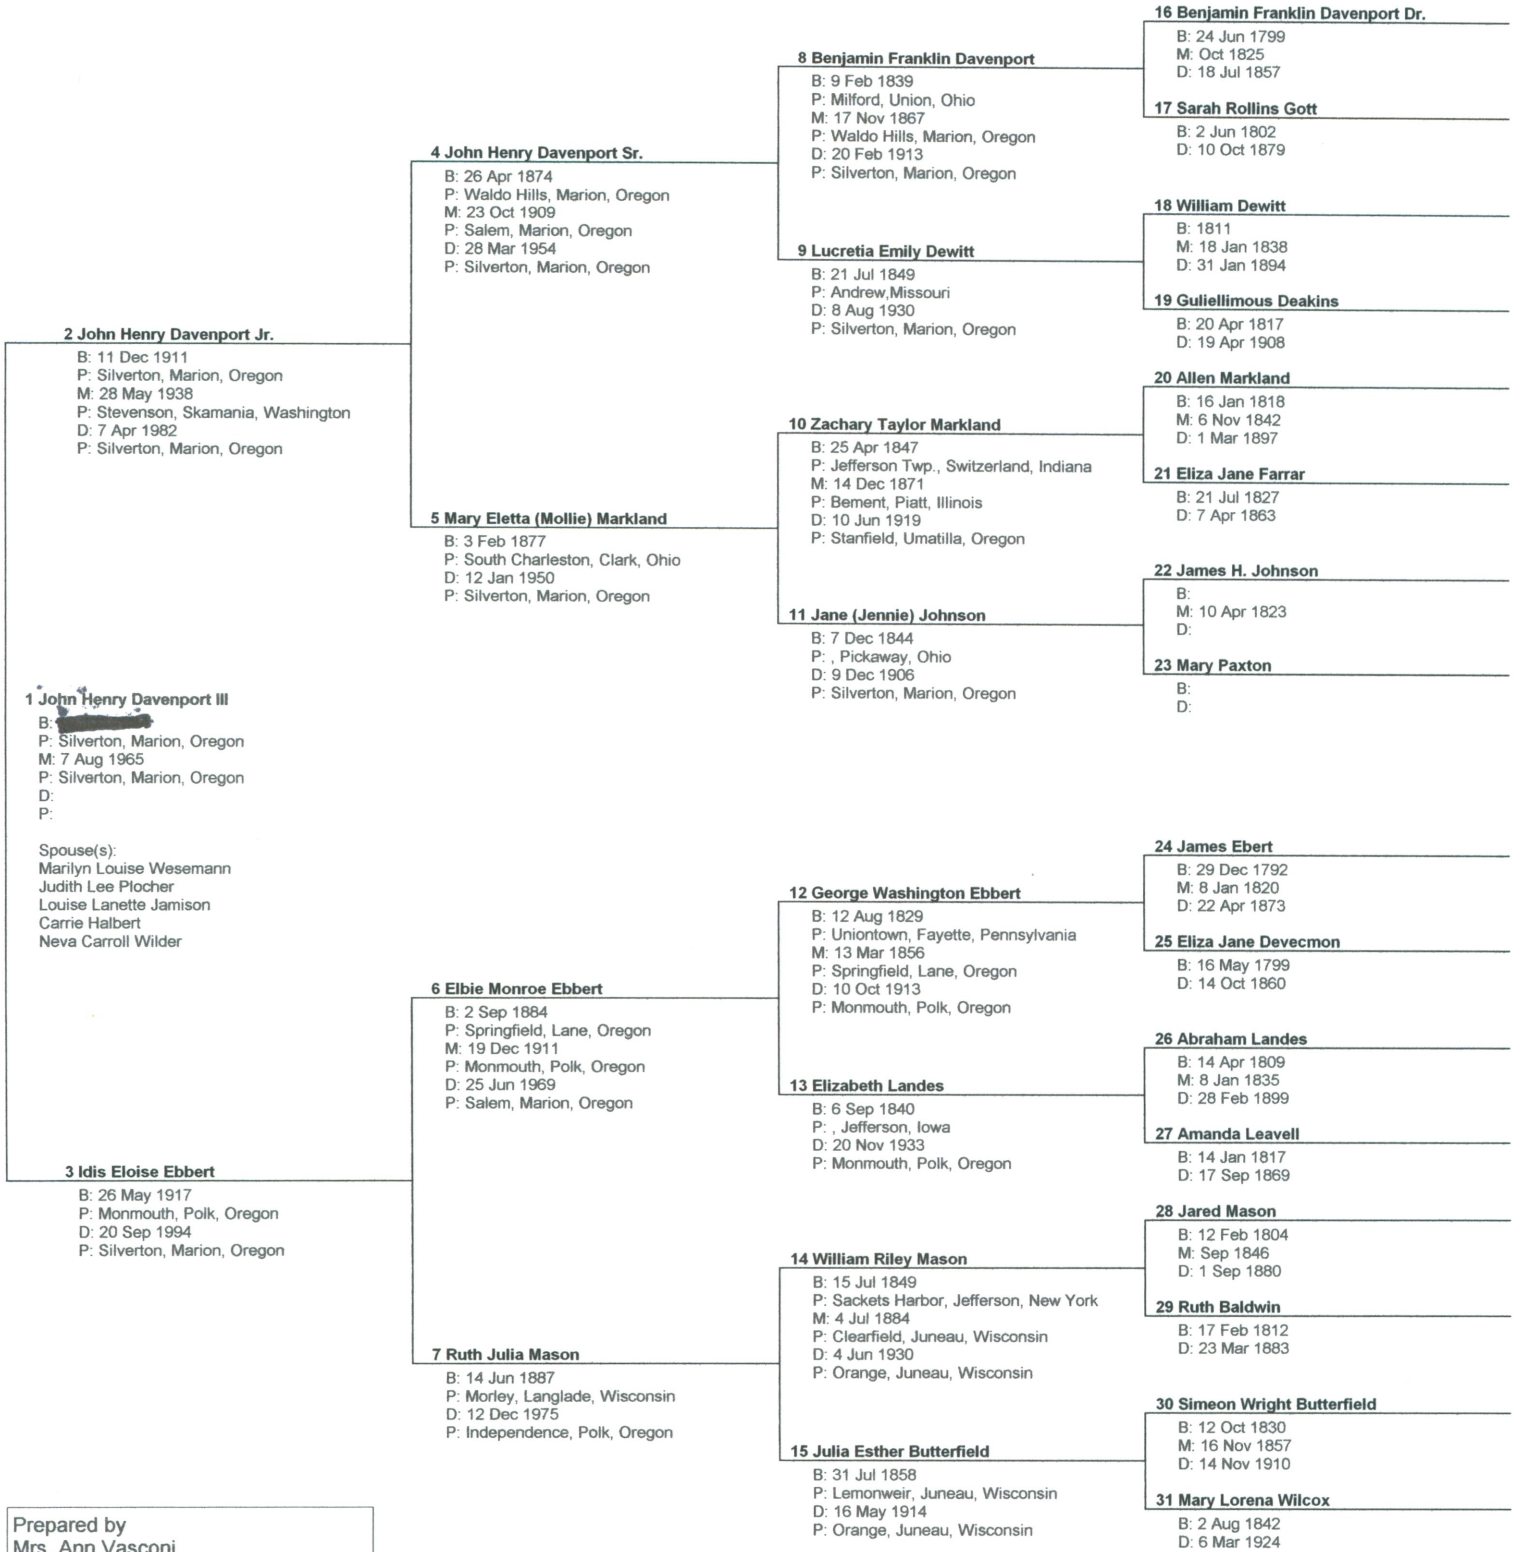 16 Benjamin Franklin Davenport Dr.
B: 24 Jun 1799
M: Oct 1825
D: 18 Jul 1857
8 Benjamin Franklin Davenport
B: 9 Feb 1839
P: Milford, Union, Ohio
M: 17 Nov 1867
P: Waldo Hills, Marion, Oregon
D: 20 Feb 1913
P: Silverton, Marion, Oregon
17 Sarah Rollins Gott
B: 2 Jun 1802
D: 10 Oct 1879
4 John Henry Davenport Sr.
B: 26 Apr 1874
P: Waldo Hills, Marion, Oregon
M: 23 Oct 1909
P: Salem, Marion, Oregon
D: 28 Mar 1954
P: Silverton, Marion, Oregon
18 William Dewitt
B: 1811
M: 18 Jan 1838
D: 31 Jan 1894
9 Lucretia Emily Dewitt
B: 21 Jul 1849
P: Andrew,Missouri
D: 8 Aug 1930
P: Silverton, Marion, Oregon
19 Guliellimous Deakins
B: 20 Apr 1817
D: 19 Apr 1908
2 John Henry Davenport Jr.
B: 11 Dec 1911
P: Silverton, Marion, Oregon
M: 28 May 1938
P: Stevenson, Skamania, Washington
D: 7 Apr 1982
P: Silverton, Marion, Oregon
20 Allen Markland
B: 16 Jan 1818
M: 6 Nov 1842
D: 1 Mar 1897
10 Zachary Taylor Markland
B: 25 Apr 1847
P: Jefferson Twp., Switzerland, Indiana
M: 14 Dec 1871
P: Bement, Piatt, Illinois
D: 10 Jun 1919
P: Stanfield, Umatilla, Oregon
21 Eliza Jane Farrar
B: 21 Jul 1827
D: 7 Apr 1863
5 Mary Eletta (Mollie) Markland
B: 3 Feb 1877
P: South Charleston, Clark, Ohio
D: 12 Jan 1950
P: Silverton, Marion, Oregon
22 James H. Johnson
B:
M: 10 Apr 1823
D:
11 Jane (Jennie) Johnson
B: 7 Dec 1844
P: , Pickaway, Ohio
D: 9 Dec 1906
P: Silverton, Marion, Oregon
23 Mary Paxton
B:
D:
1 John Henry Davenport III
B:
P: Silverton, Marion, Oregon
M: 7 Aug 1965
P: Silverton, Marion, Oregon
D:
P:
Spouse(s):
Marilyn Louise Wesemann
Judith Lee Plocher
Louise Lanette Jamison
Carrie Halbert
Neva Carroll Wilder
24 James Ebert
B: 29 Dec 1792
M: 8 Jan 1820
D: 22 Apr 1873
12 George Washington Ebbert
B: 12 Aug 1829
P: Uniontown, Fayette, Pennsylvania
M: 13 Mar 1856
P: Springfield, Lane, Oregon
D: 10 Oct 1913
P: Monmouth, Polk, Oregon
25 Eliza Jane Devecmon
B: 16 May 1799
D: 14 Oct 1860
6 Elbie Monroe Ebbert
B: 2 Sep 1884
P: Springfield, Lane, Oregon
M: 19 Dec 1911
P: Monmouth, Polk, Oregon
D: 25 Jun 1969
P: Salem, Marion, Oregon
26 Abraham Landes
B: 14 Apr 1809
M: 8 Jan 1835
D: 28 Feb 1899
13 Elizabeth Landes
B: 6 Sep 1840
P: , Jefferson, Iowa
D: 20 Nov 1933
P: Monmouth, Polk, Oregon
27 Amanda Leavell
B: 14 Jan 1817
D: 17 Sep 1869
3 Idis Eloise Ebbert
B: 26 May 1917
P: Monmouth, Polk, Oregon
D: 20 Sep 1994
P: Silverton, Marion, Oregon
28 Jared Mason
B: 12 Feb 1804
M: Sep 1846
D: 1 Sep 1880
14 William Riley Mason
B: 15 Jul 1849
P: Sackets Harbor, Jefferson, New York
M: 4 Jul 1884
P: Clearfield, Juneau, Wisconsin
D: 4 Jun 1930
P: Orange, Juneau, Wisconsin
29 Ruth Baldwin
B: 17 Feb 1812
D: 23 Mar 1883
7 Ruth Julia Mason
B: 14 Jun 1887
P: Morley, Langlade, Wisconsin
D: 12 Dec 1975
P: Independence, Polk, Oregon
30 Simeon Wright Butterfield
B: 12 Oct 1830
M: 16 Nov 1857
D: 14 Nov 1910
15 Julia Esther Butterfield
B: 31 Jul 1858
P: Lemonweir, Juneau, Wisconsin
D: 16 May 1914
P: Orange, Juneau, Wisconsin
31 Mary Lorena Wilcox
B: 2 Aug 1842
D: 6 Mar 1924
Prepared by
Mrs. Ann Vasconi